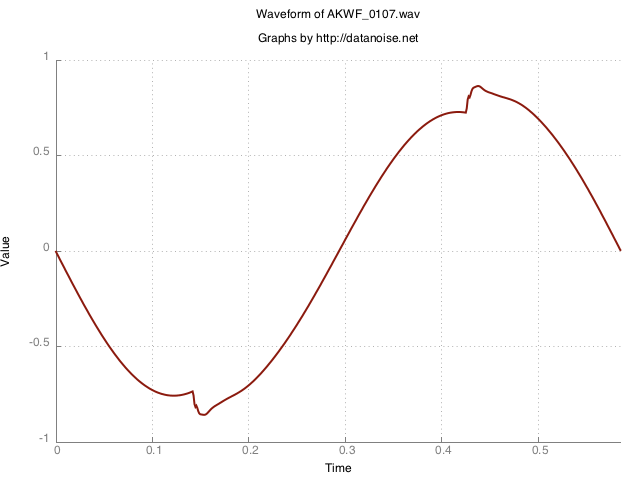 Waveform of AKWF_0107.wav
Graphs by http://datanoise.net
1
0.5
0
-0.5
-1
Value
0 0.1 0.2 0.3 0.4 0.5
Time